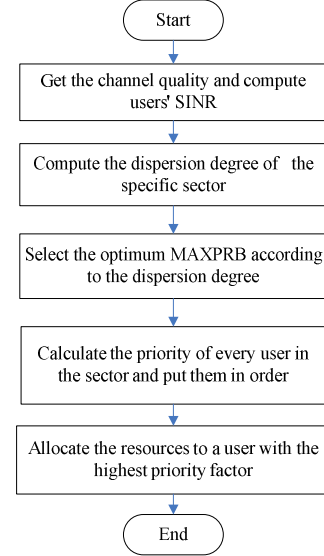 Start
Get the channel quality and compute
users' SINR
Compute the dispersion degree of the
specific sector
Select the optimum MAXPRB according
to the dispersion degree
Calculate the priority of every user in
the sector and put them in order
Allocate the resources to a user with the
highest priority factor
End